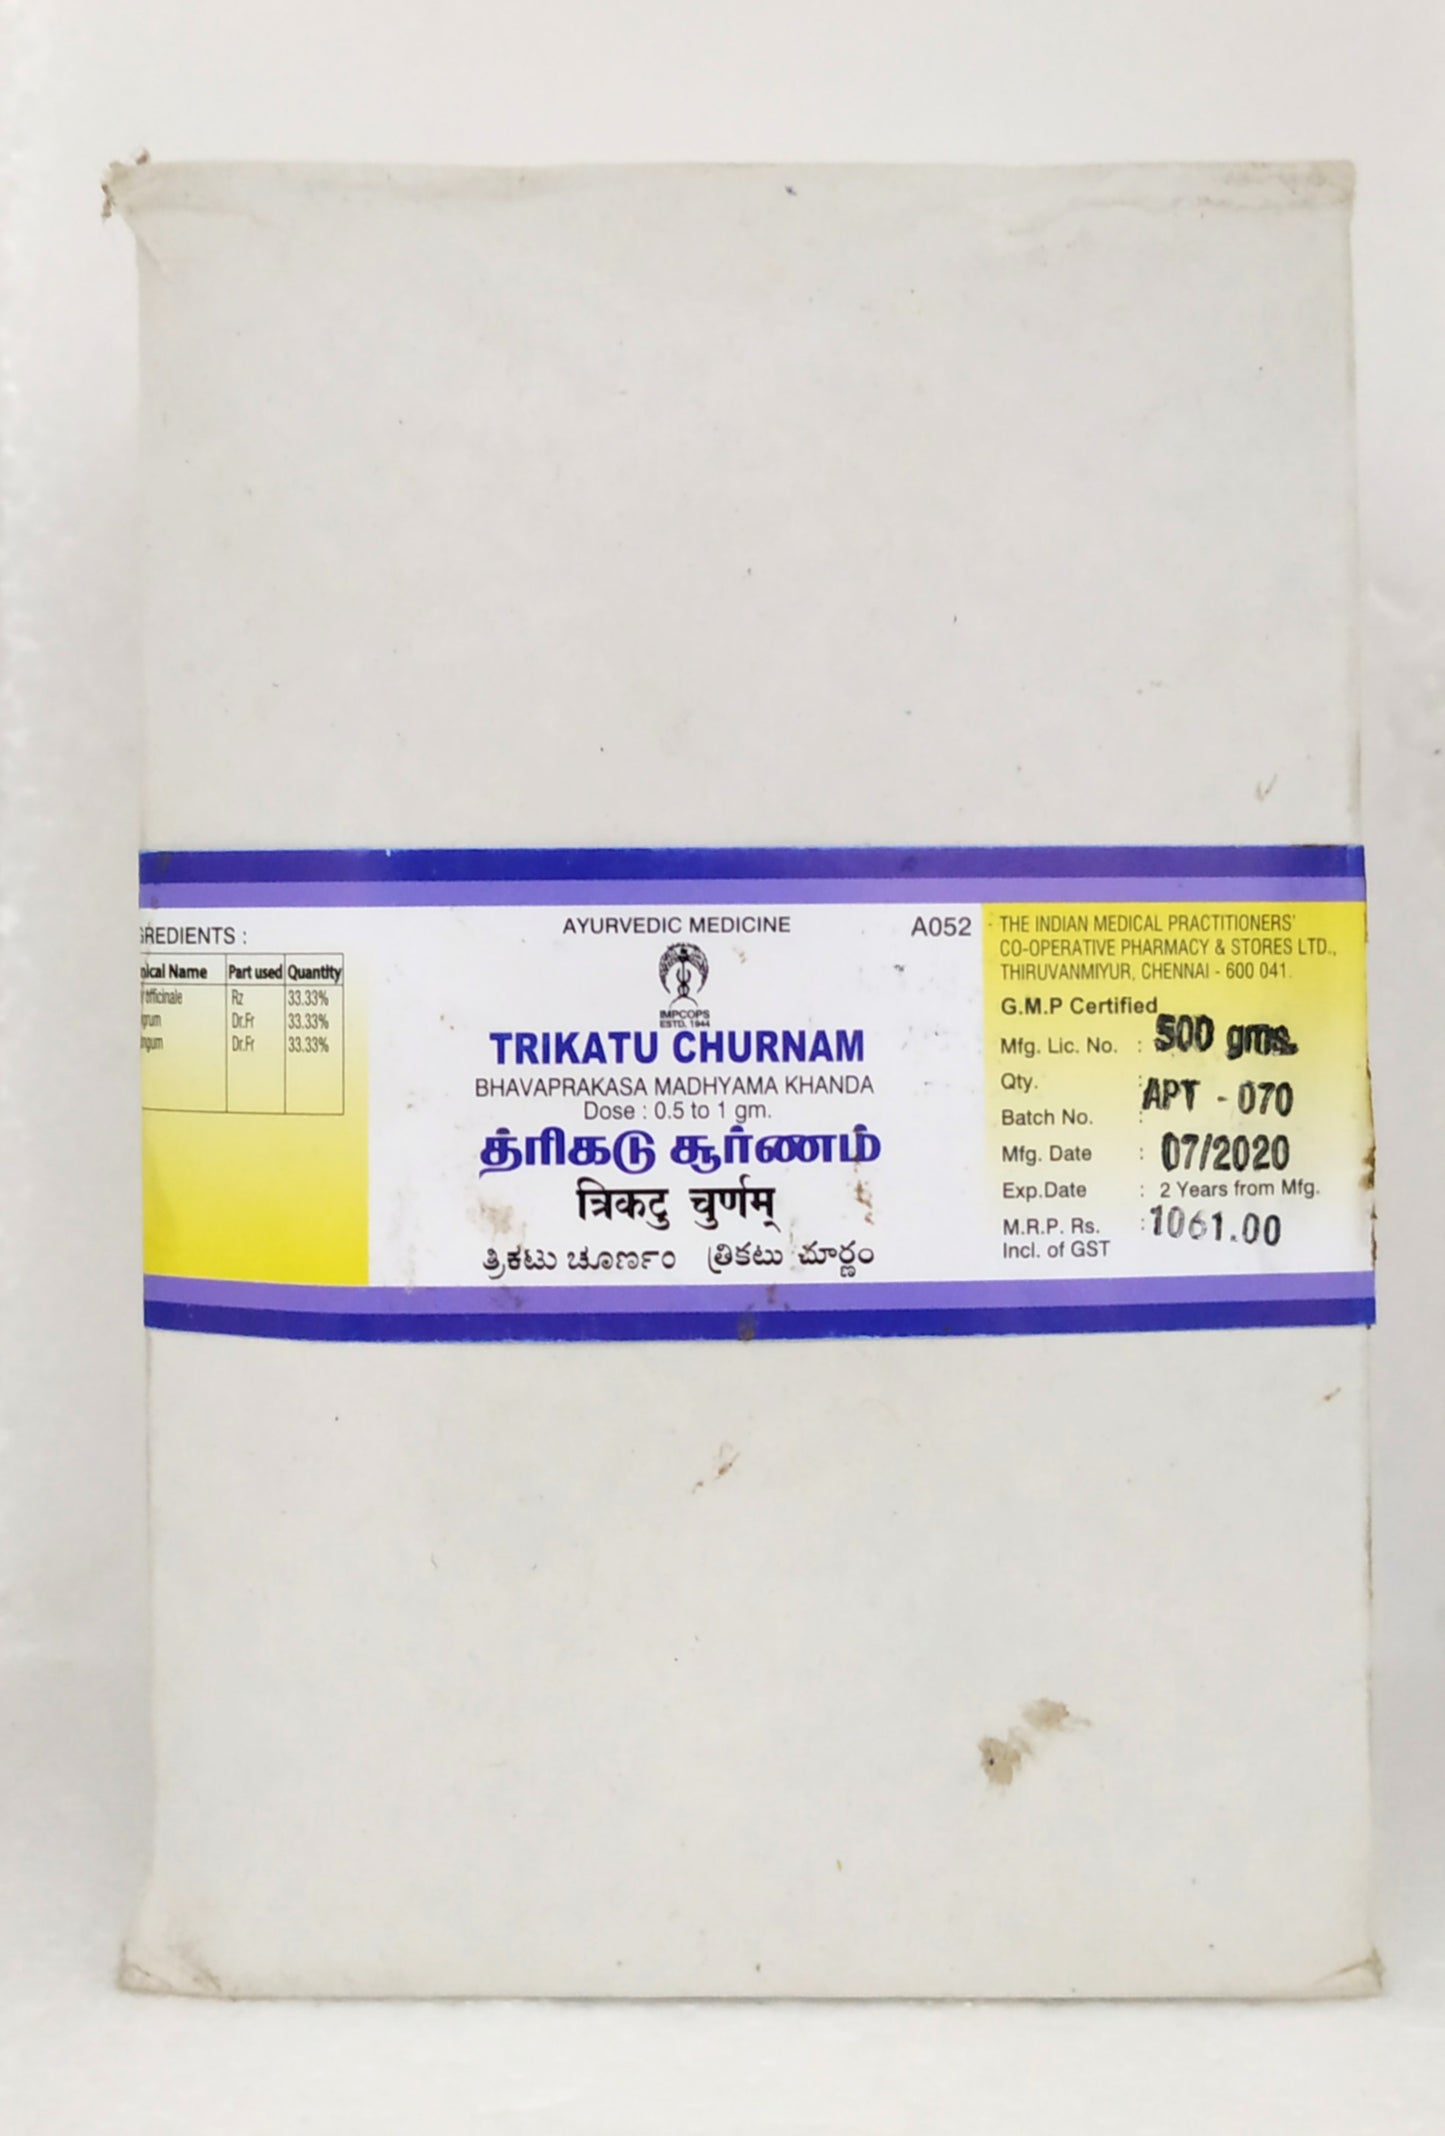 GREDIENTS :
nical Name Part used Quantity
officinale Rz 33.33%
grum Dr.Fr 33.33%
ongum Dr.Fr 33.33%
AYURVEDIC MEDICINE
A052
IMPCOPS
ESTD. 1944
TRIKATU CHURNAM
BHAVAPRAKASA MADHYAMA KHANDA
Dose : 0.5 to 1 gm.
த்ரிகடு சூர்ணம்
त्रिकटु चुर्णम्
ತ್ರಿಕಟು ಚೂರ್ಣಂ త్రికటు చూర్ణం
THE INDIAN MEDICAL PRACTITIONERS'
CO-OPERATIVE PHARMACY & STORES LTD.,
THIRUVANMIYUR, CHENNAI - 600 041.
G.M.P Certified
Mfg. Lic. No. : 500 gms.
Qty. :
Batch No. : APT - 070
Mfg. Date : 07/2020
Exp.Date : 2 Years from Mfg.
M.R.P. Rs. : 1061.00
Incl. of GST